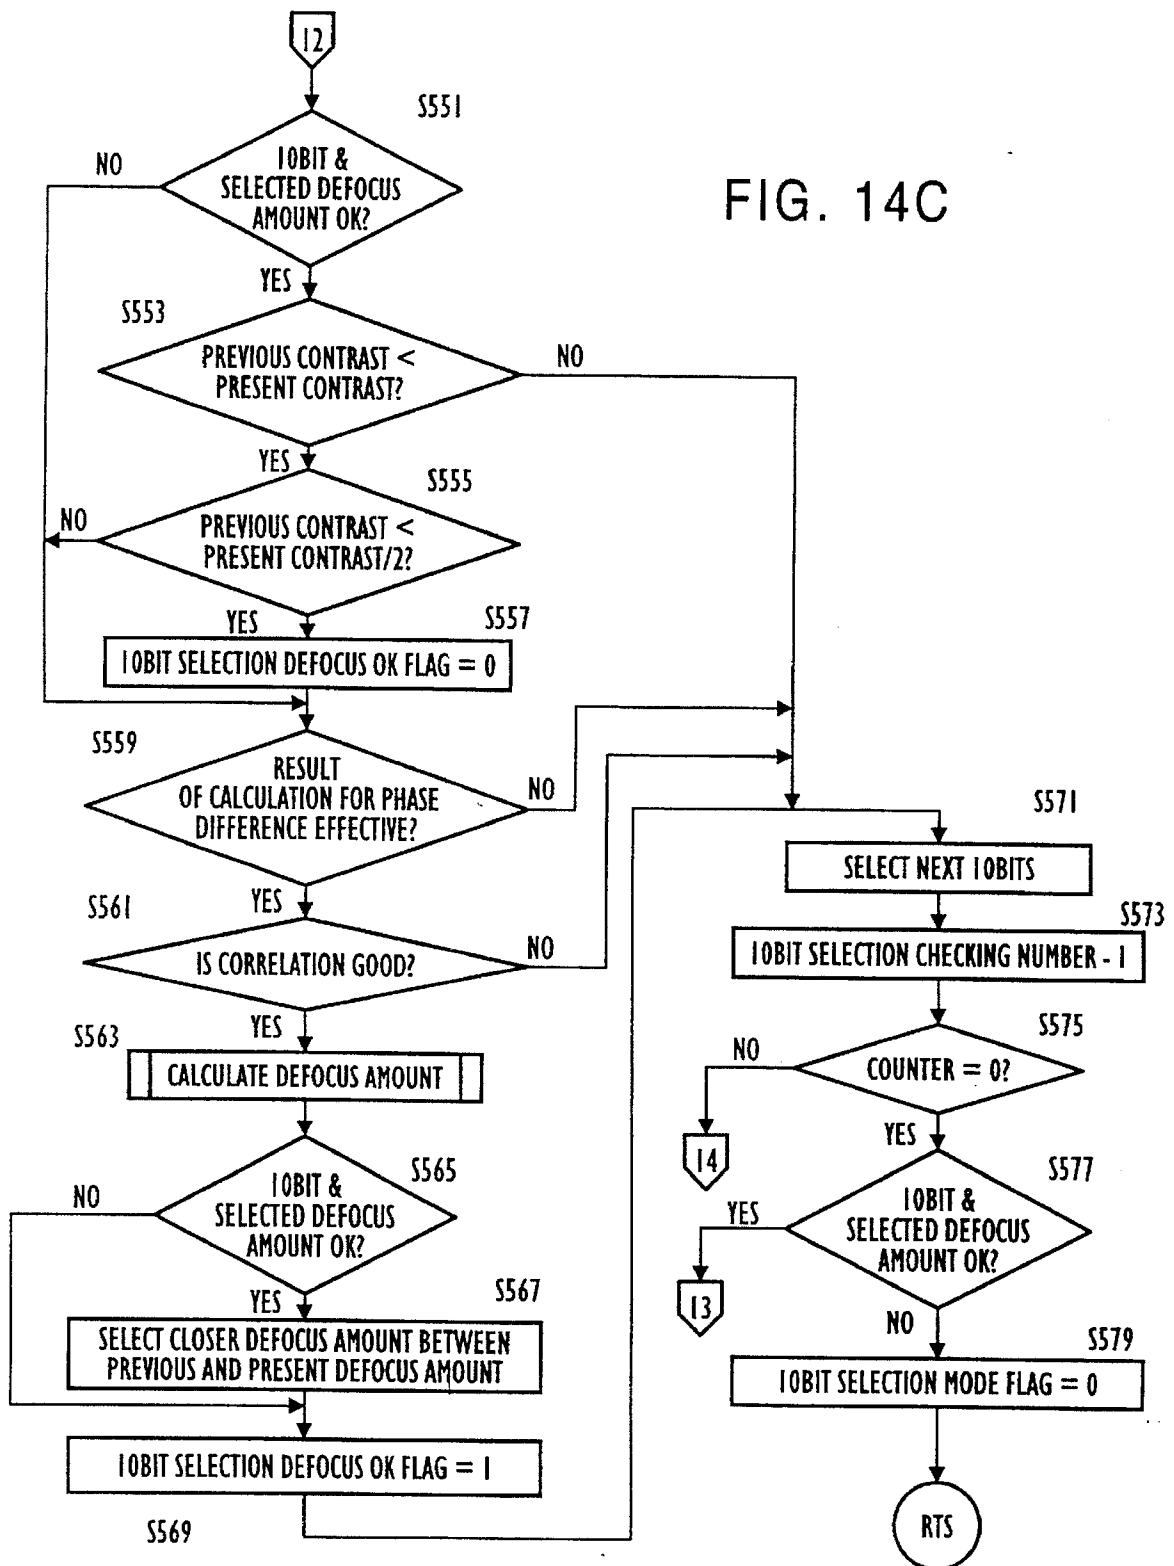 12
S551
10BIT &
SELECTED DEFOCUS
AMOUNT OK?
NO
YES
FIG. 14C
S553
PREVIOUS CONTRAST <
PRESENT CONTRAST?
NO
YES
S555
PREVIOUS CONTRAST <
PRESENT CONTRAST/2?
NO
YES
S557
10BIT SELECTION DEFOCUS OK FLAG = 0
S559
RESULT
OF CALCULATION FOR PHASE
DIFFERENCE EFFECTIVE?
NO
YES
S561
IS CORRELATION GOOD?
NO
YES
S563
CALCULATE DEFOCUS AMOUNT
S565
10BIT &
SELECTED DEFOCUS
AMOUNT OK?
NO
YES
S567
SELECT CLOSER DEFOCUS AMOUNT BETWEEN
PREVIOUS AND PRESENT DEFOCUS AMOUNT
10BIT SELECTION DEFOCUS OK FLAG = 1
S569
S571
SELECT NEXT 10BITS
S573
10BIT SELECTION CHECKING NUMBER - 1
S575
COUNTER = 0?
NO
14
YES
S577
10BIT &
SELECTED DEFOCUS
AMOUNT OK?
YES
13
NO
S579
10BIT SELECTION MODE FLAG = 0
RTS